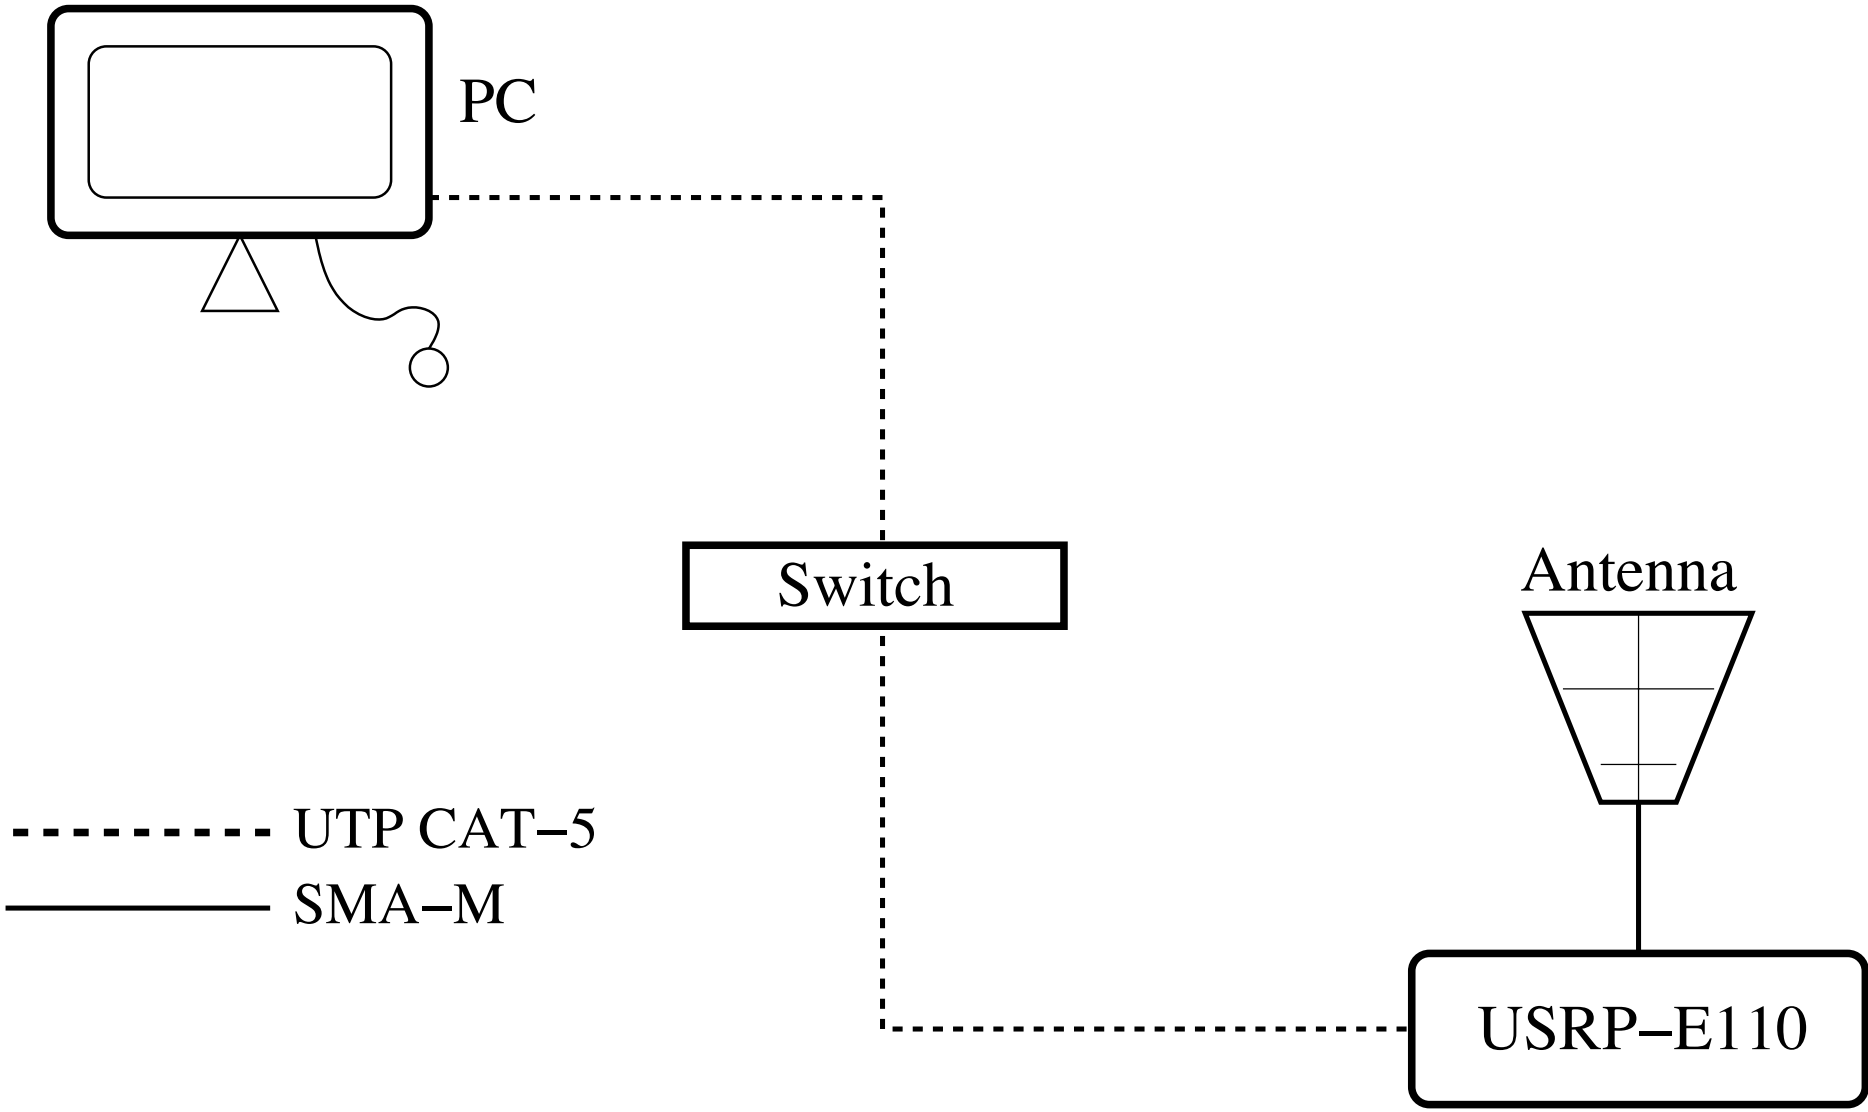 PC
Switch
Antenna
UTP CAT–5
SMA–M
USRP–E110